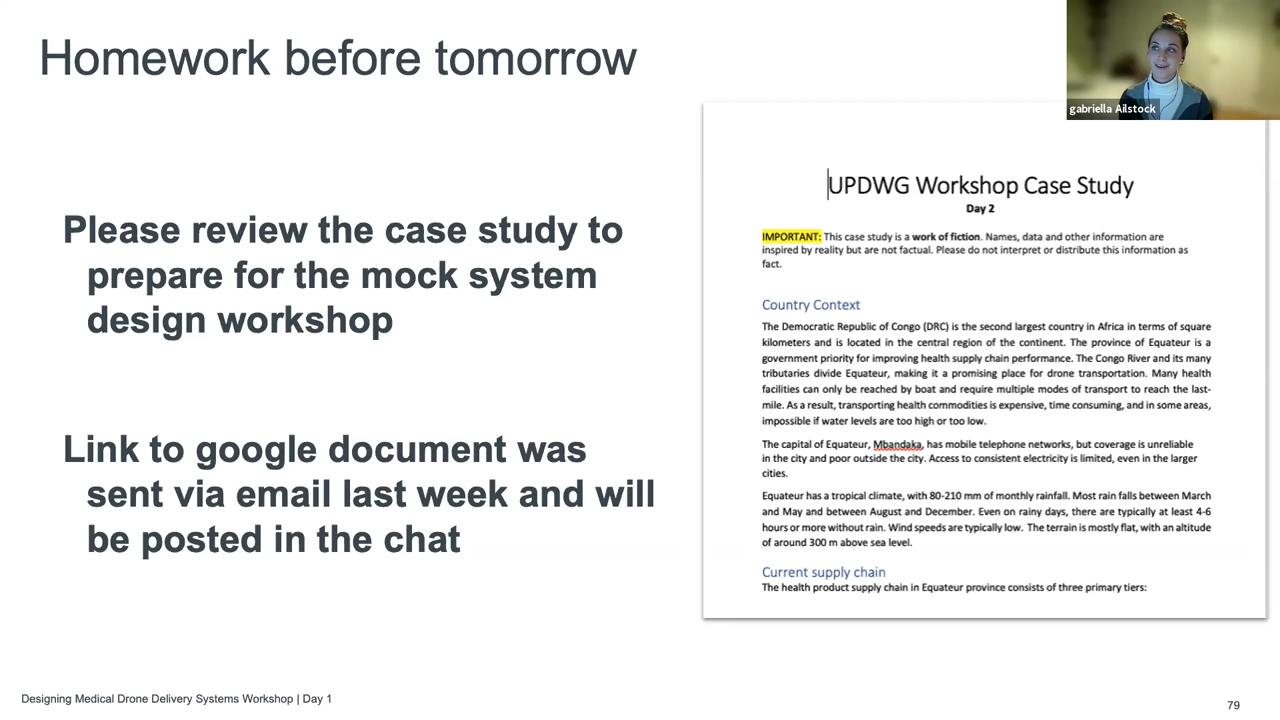 Homework before tomorrow
gabriella Ailstock
Please review the case study to
prepare for the mock system
design workshop
Link to google document was
sent via email last week and will
be posted in the chat
UPDWG Workshop Case Study
Day 2
IMPORTANT: This case study is a work of fiction. Names, data and other information are
inspired by reality but are not factual. Please do not interpret or distribute this information as
fact.
Country Context
The Democratic Republic of Congo (DRC) is the second largest country in Africa in terms of square
kilometers and is located in the central region of the continent. The province of Equateur is a
government priority for improving health supply chain performance. The Congo River and its many
tributaries divide Equateur, making it a promising place for drone transportation. Many health
facilities can only be reached by boat and require multiple modes of transport to reach the last-
mile. As a result, transporting health commodities is expensive, time consuming, and in some areas,
impossible if water levels are too high or too low.
The capital of Equateur, Mbandaka, has mobile telephone networks, but coverage is unreliable
in the city and poor outside the city. Access to consistent electricity is limited, even in the larger
cities.
Equateur has a tropical climate, with 80-210 mm of monthly rainfall. Most rain falls between March
and May and between August and December. Even on rainy days, there are typically at least 4-6
hours or more without rain. Wind speeds are typically low. The terrain is mostly flat, with an altitude
of around 300 m above sea level.
Current supply chain
The health product supply chain in Equateur province consists of three primary tiers:
Designing Medical Drone Delivery Systems Workshop | Day 1
79